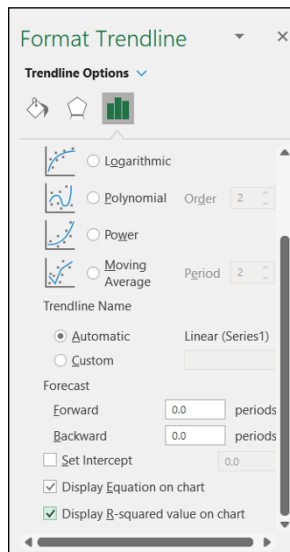 Format Trendline
Trendline Options
Logarithmic
Polynomial Order 2
Power
Moving Average Period 2
Trendline Name
Automatic Linear (Series1)
Custom
Forecast
Forward 0.0 periods
Backward 0.0 periods
Set Intercept 0.0
Display Equation on chart
Display R-squared value on chart